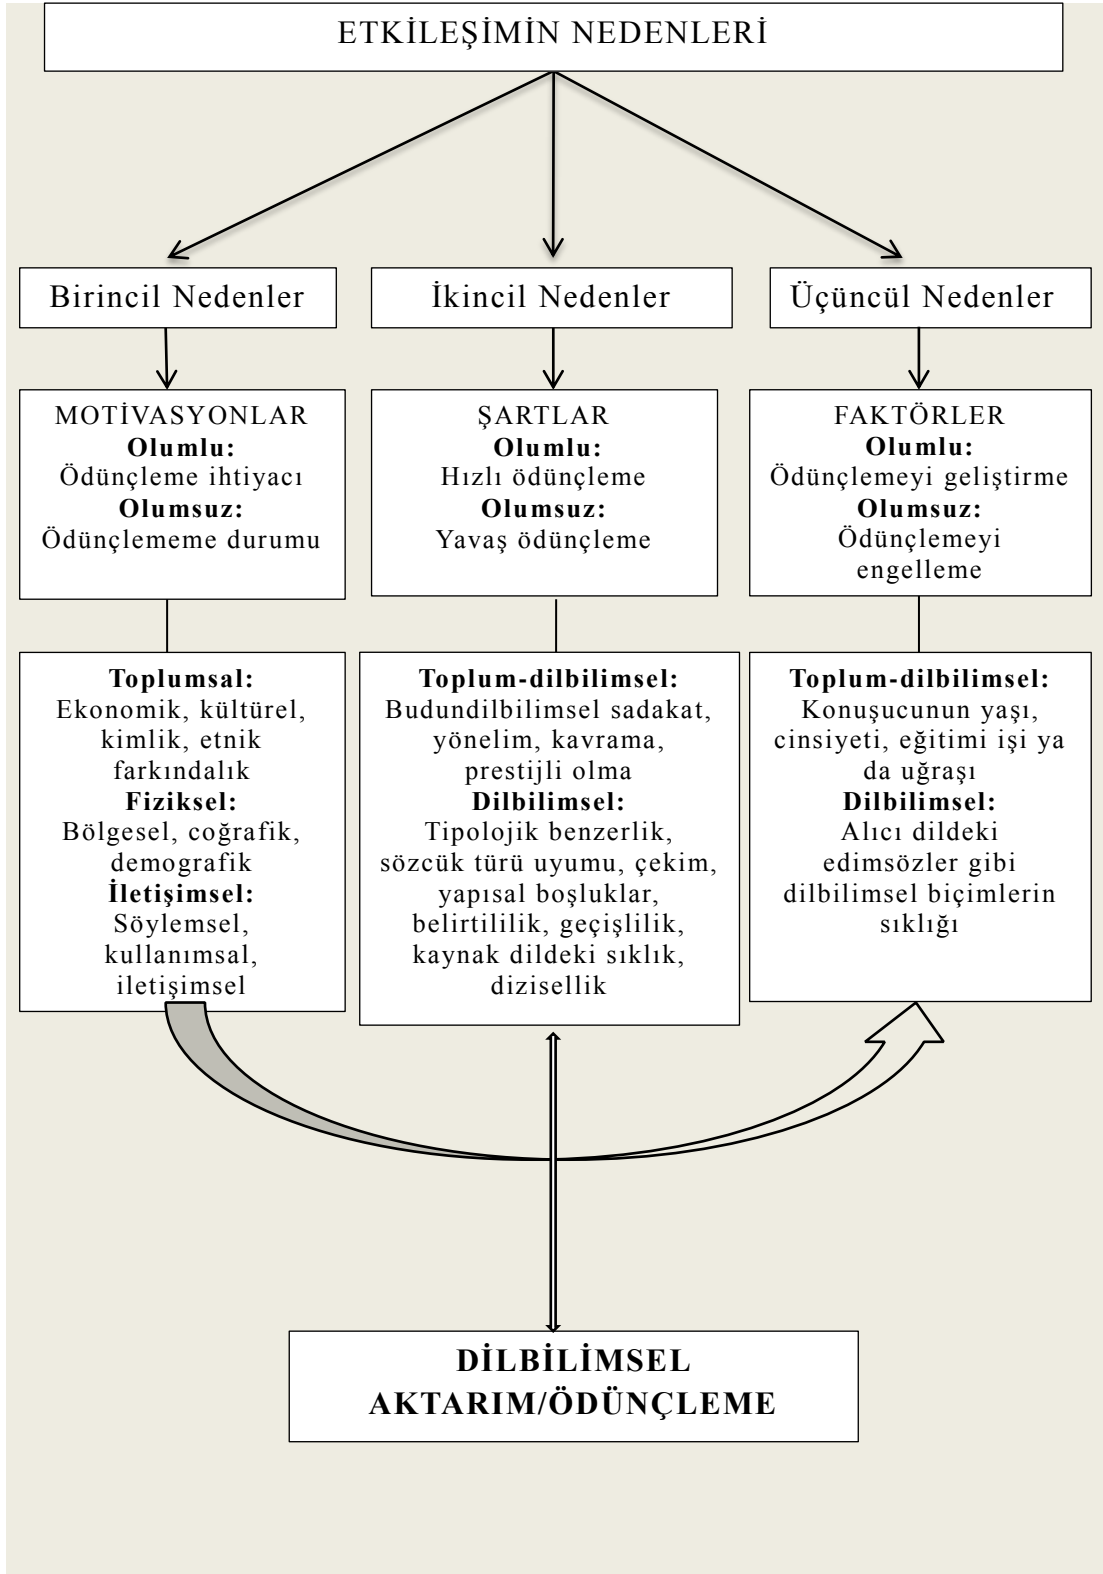 ETKİLEŞİMİN NEDENLERİ
Birincil Nedenler
İkincil Nedenler
Üçüncül Nedenler
MOTİVASYONLAR
Olumlu:
Ödünçleme ihtiyacı
Olumsuz:
Ödünçlememe durumu
ŞARTLAR
Olumlu:
Hızlı ödünçleme
Olumsuz:
Yavaş ödünçleme
FAKTÖRLER
Olumlu:
Ödünçlemeyi geliştirme
Olumsuz:
Ödünçlemeyi
engelleme
Toplumsal:
Ekonomik, kültürel,
kimlik, etnik
farkındalık
Fiziksel:
Bölgesel, coğrafik,
demografik
İletişimsel:
Söylemsel,
kullanımsal,
iletişimsel
Toplum-dilbilimsel:
Budundilbilimsel sadakat,
yönelim, kavrama,
prestijli olma
Dilbilimsel:
Tipolojik benzerlik,
sözcük türü uyumu, çekim,
yapısal boşluklar,
belirtililik, geçişlilik,
kaynak dildeki sıklık,
dizisellik
Toplum-dilbilimsel:
Konuşucunun yaşı,
cinsiyeti, eğitimi işi ya
da uğraşı
Dilbilimsel:
Alıcı dildeki
edimsözler gibi
dilbilimsel biçimlerin
sıklığı
DİLBİLİMSEL
AKTARIM/ÖDÜNÇLEME